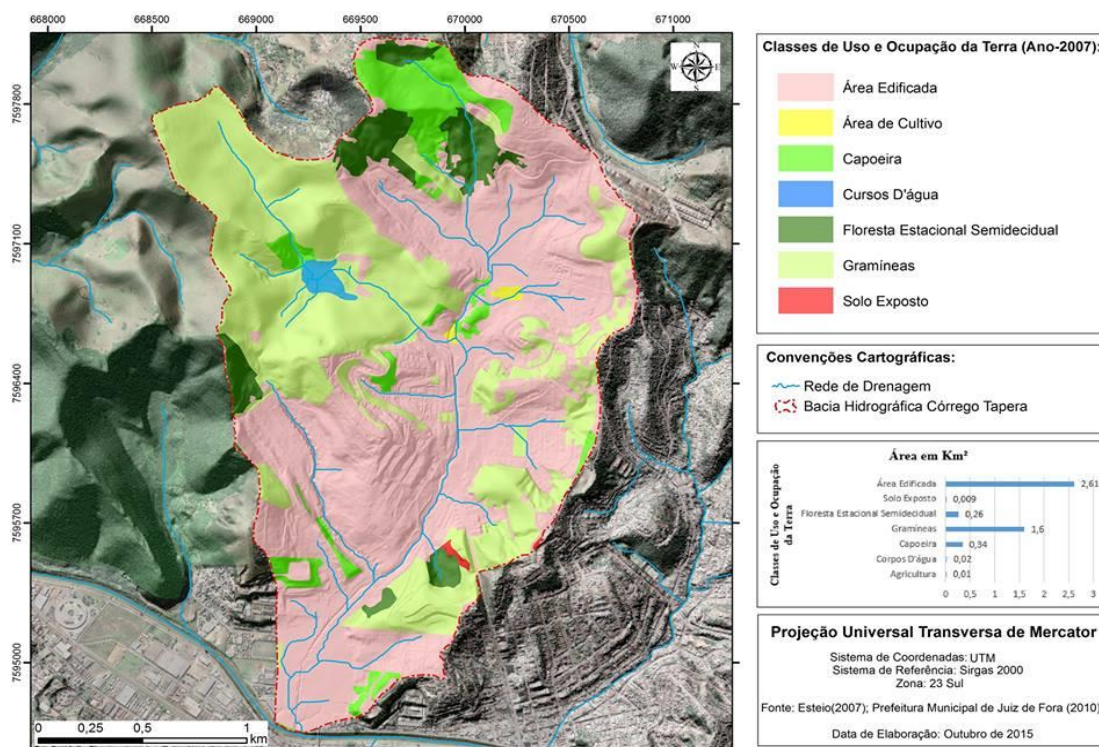 668000 668500 669000 669500 670000 670500 671000
7597800
7597100
7596400
7595700
7595000
N
W E
S
0 0,25 0,5 1
km
Classes de Uso e Ocupação da Terra (Ano-2007):
Área Edificada
Área de Cultivo
Capoeira
Cursos D'água
Floresta Estacional Semidecidual
Gramíneas
Solo Exposto
Convenções Cartográficas:
Rede de Drenagem
Bacia Hidrográfica Córrego Tapera
Área em Km²
Classes de Uso e Ocupação
da Terra
Área Edificada 2,61
Solo Exposto 0,009
Floresta Estacional Semidecidual 0,26
Gramíneas 1,6
Capoeira 0,34
Corpos D'água 0,02
Agricultura 0,01
0 0,5 1 1,5 2 2,5 3
Projeção Universal Transversa de Mercator
Sistema de Coordenadas: UTM
Sistema de Referência: Sirgas 2000
Zona: 23 Sul
Fonte: Esteio(2007); Prefeitura Municipal de Juiz de Fora (2010)
Data de Elaboração: Outubro de 2015